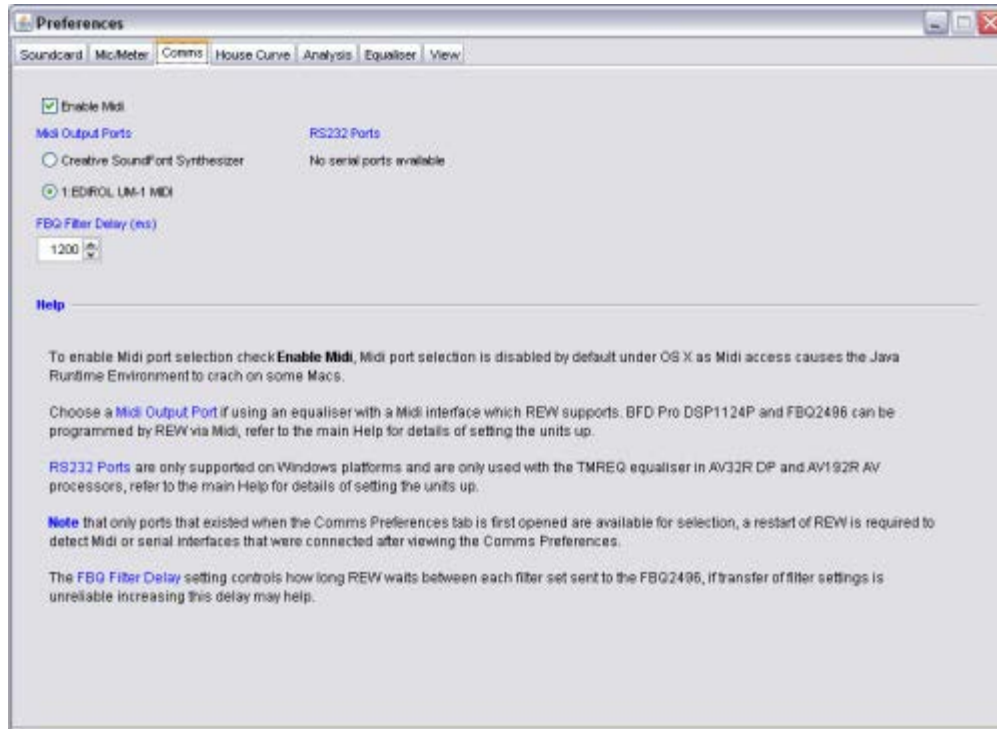 Preferences
Soundcard Mic/Meter Comms House Curve Analysis Equaliser View
Enable Midi
Midi Output Ports RS232 Ports
Creative SoundFont Synthesizer No serial ports available
1:EDIROL UM-1 MIDI
FBQ Filter Delay (ms)
1200
Help
To enable Midi port selection check Enable Midi, Midi port selection is disabled by default under OS X as Midi access causes the Java
Runtime Environment to crach on some Macs.
Choose a Midi Output Port if using an equaliser with a Midi interface which REW supports. BFD Pro DSP1124P and FBQ2496 can be
programmed by REW via Midi, refer to the main Help for details of setting the units up.
RS232 Ports are only supported on Windows platforms and are only used with the TMREQ equaliser in AV32R DP and AV192R AV
processors, refer to the main Help for details of setting the units up.
Note that only ports that existed when the Comms Preferences tab is first opened are available for selection, a restart of REW is required to
detect Midi or serial interfaces that were connected after viewing the Comms Preferences.
The FBQ Filter Delay setting controls how long REW waits between each filter set sent to the FBQ2496, if transfer of filter settings is
unreliable increasing this delay may help.